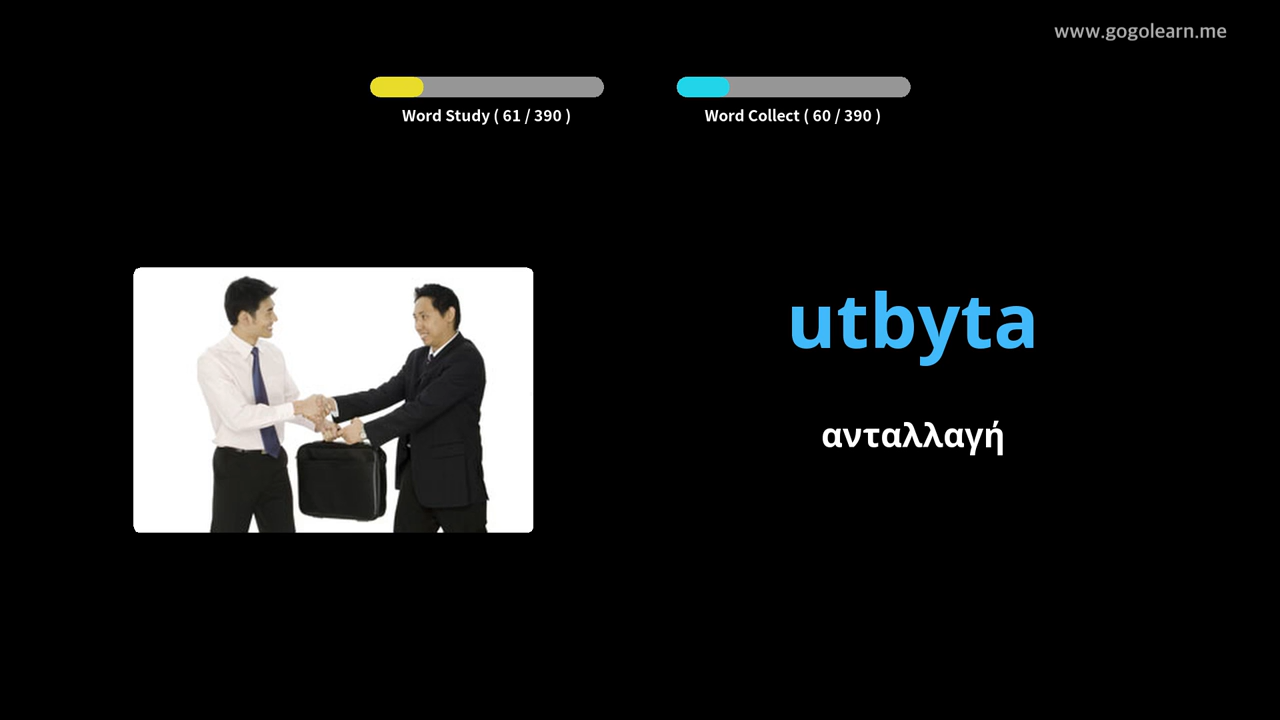 www.gogolearn.me
Word Study ( 61 / 390 )
Word Collect ( 60 / 390 )
utbyta
ανταλλαγή